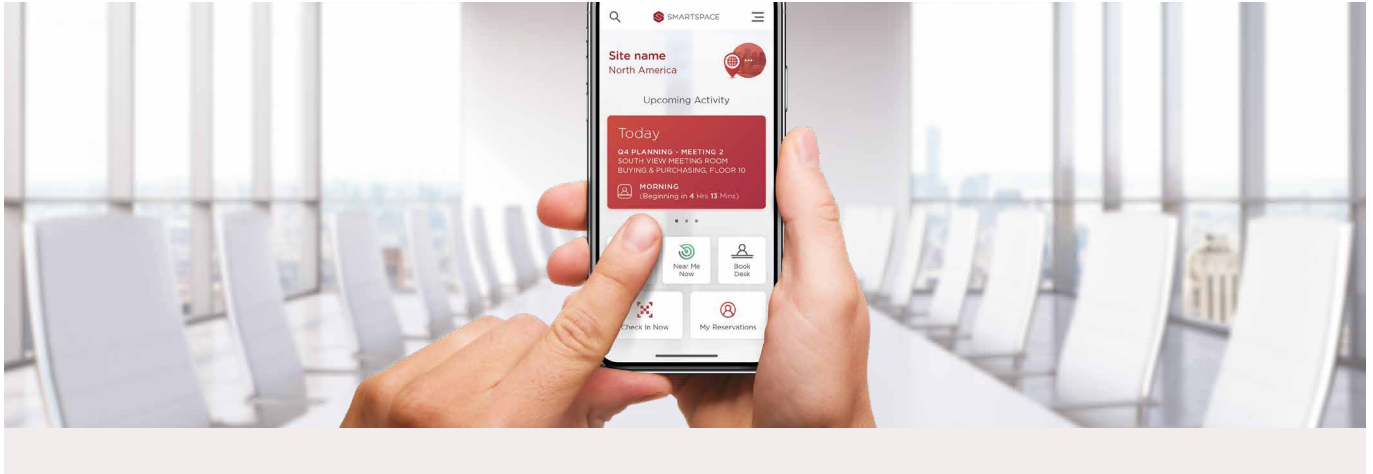 SMARTSPACE
Site name
North America
Upcoming Activity
Today
Q4 PLANNING - MEETING 2
SOUTH VIEW MEETING ROOM
BUYING & PURCHASING, FLOOR 10
MORNING
(Beginning in 4 Hrs 13 Mins)
Near Me
Now
Book
Desk
Check In Now
My Reservations